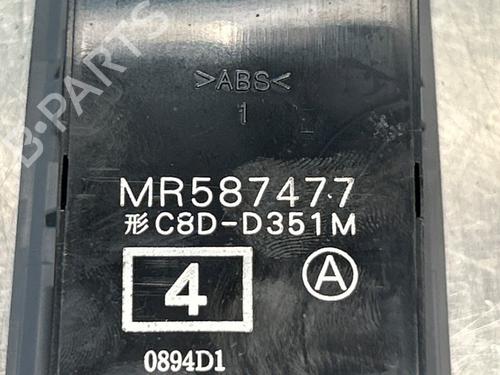 B-PARTS
>ABS<
1
MR587477
形 C8D-D351M
4
A
0894D1